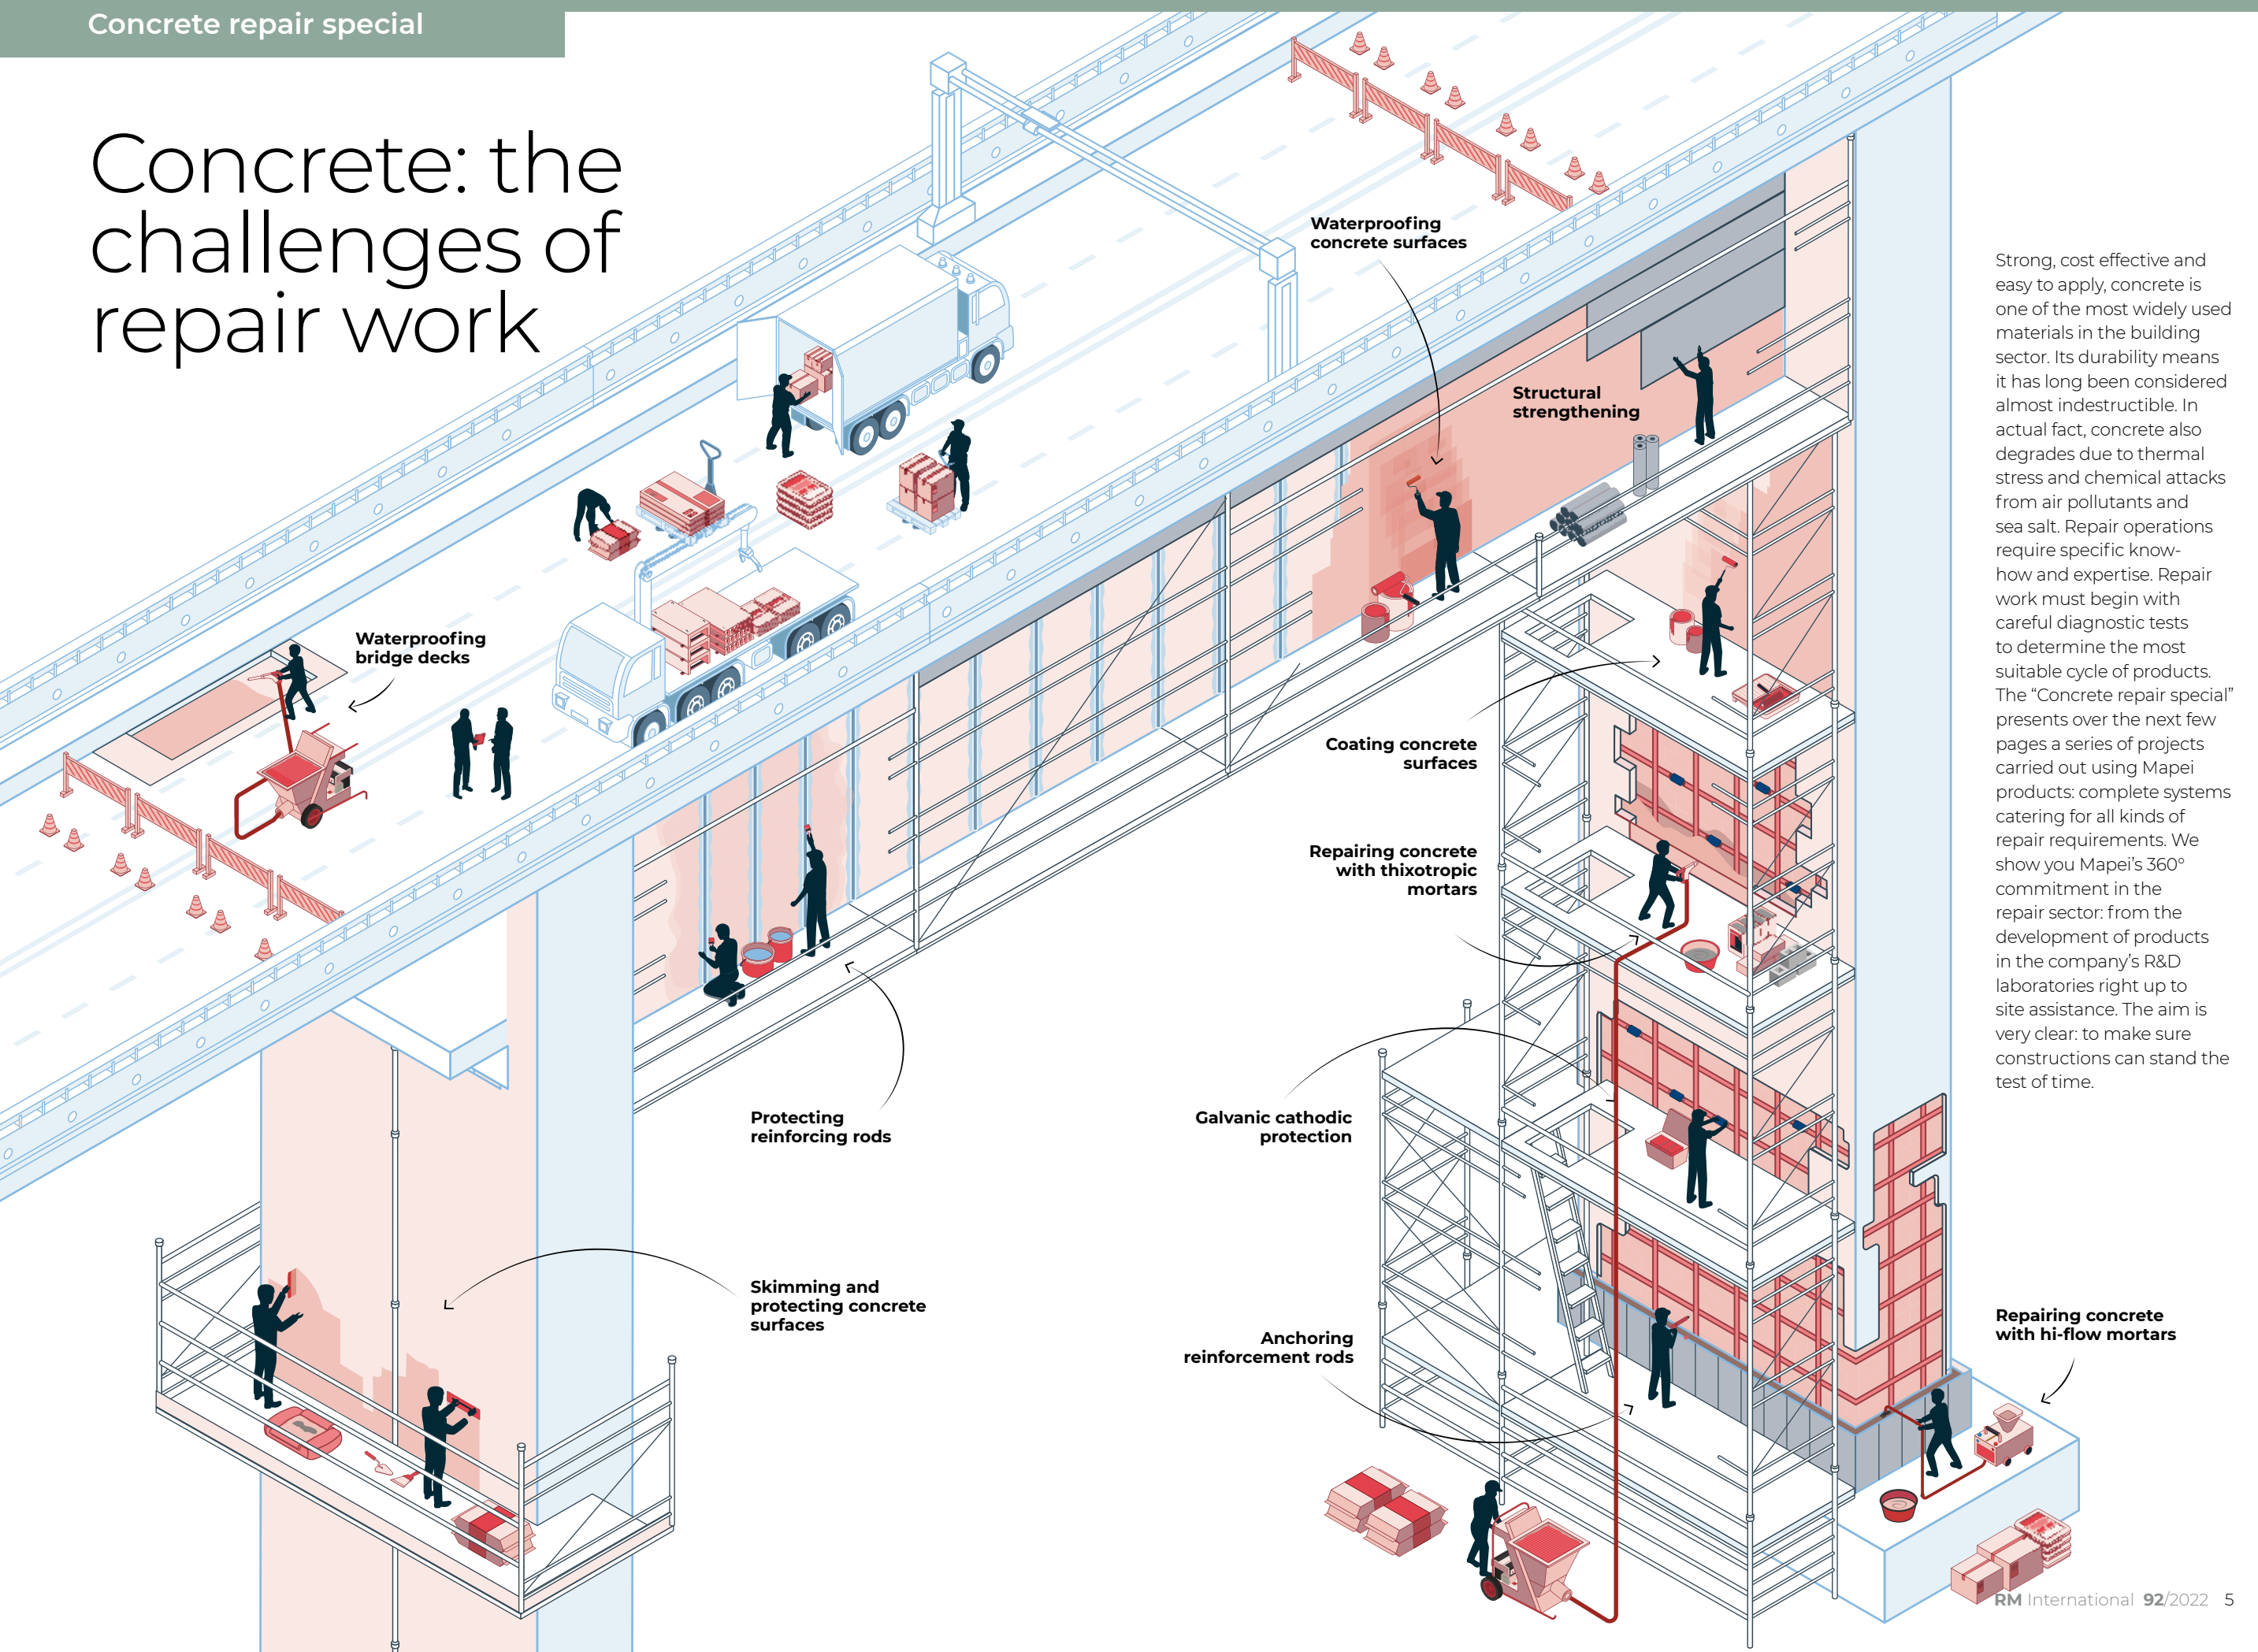 Concrete repair special
Concrete: the
challenges of
repair work
Waterproofing
concrete surfaces
Structural
strengthening
Waterproofing
bridge decks
Coating concrete
surfaces
Repairing concrete
with thixotropic
mortars
Protecting
reinforcing rods
Galvanic cathodic
protection
Skimming and
protecting concrete
surfaces
Anchoring
reinforcement rods
Repairing concrete
with hi-flow mortars
Strong, cost effective and
easy to apply, concrete is
one of the most widely used
materials in the building
sector. Its durability means
it has long been considered
almost indestructible. In
actual fact, concrete also
degrades due to thermal
stress and chemical attacks
from air pollutants and
sea salt. Repair operations
require specific know-
how and expertise. Repair
work must begin with
careful diagnostic tests
to determine the most
suitable cycle of products.
The “Concrete repair special”
presents over the next few
pages a series of projects
carried out using Mapei
products: complete systems
catering for all kinds of
repair requirements. We
show you Mapei’s 360°
commitment in the
repair sector: from the
development of products
in the company’s R&D
laboratories right up to
site assistance. The aim is
very clear: to make sure
constructions can stand the
test of time.
RM International 92/2022 5